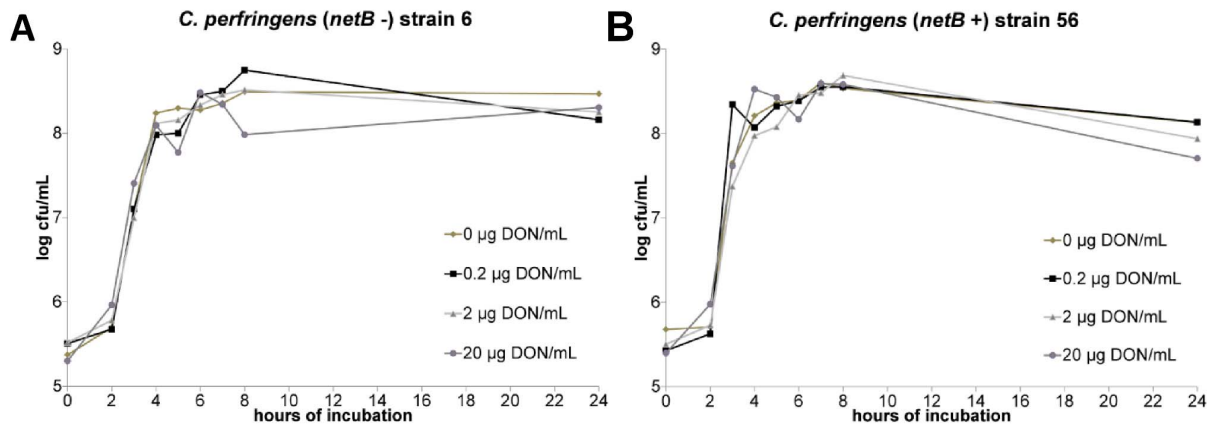 A
C. perfringens (netB -) strain 6
9
8
7
6
5
log cfu/mL
0 2 4 6 8 10 12 14 16 18 20 22 24
hours of incubation
0 µg DON/mL
0.2 µg DON/mL
2 µg DON/mL
20 µg DON/mL
B
C. perfringens (netB +) strain 56
9
8
7
6
5
log cfu/mL
0 2 4 6 8 10 12 14 16 18 20 22 24
hours of incubation
0 µg DON/mL
0.2 µg DON/mL
2 µg DON/mL
20 µg DON/mL